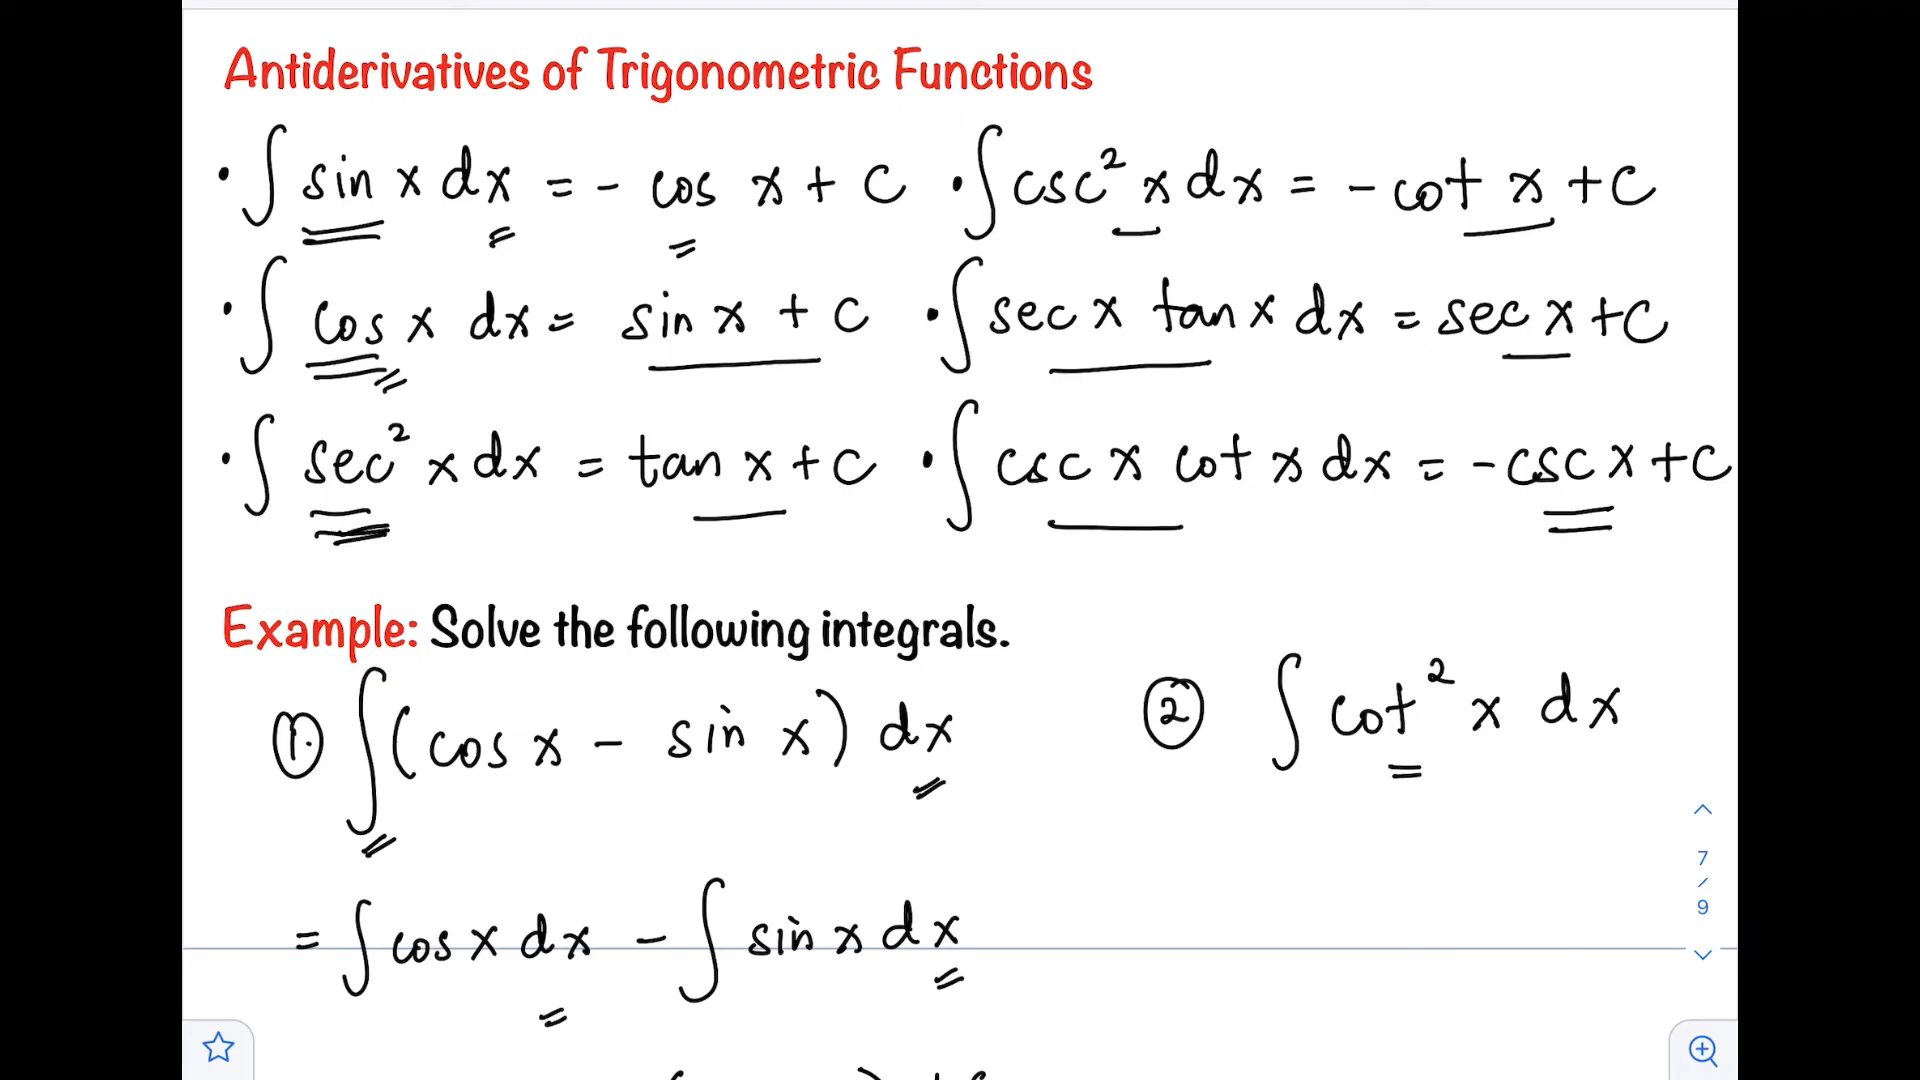 Antiderivatives of Trigonometric Functions
• ∫ sin x dx = - cos x + C • ∫ csc² x dx = - cot x + C
• ∫ cos x dx = sin x + C • ∫ sec x tan x dx = sec x + C
• ∫ sec² x dx = tan x + C • ∫ csc x cot x dx = - csc x + C
Example: Solve the following integrals.
① ∫ (cos x - sin x) dx
② ∫ cot² x dx
= ∫ cos x dx - ∫ sin x dx
7
/
9